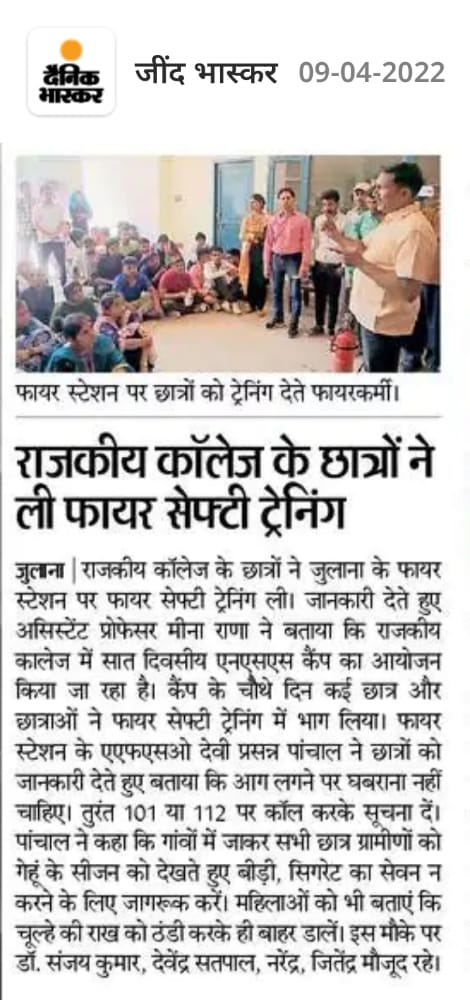 दैनिक
भास्कर
जींद भास्कर 09-04-2022
फायर स्टेशन पर छात्रों को ट्रेनिंग देते फायरकर्मी।
राजकीय कॉलेज के छात्रों ने
ली फायर सेफ्टी ट्रेनिंग
जुलाना | राजकीय कॉलेज के छात्रों ने जुलाना के फायर
स्टेशन पर फायर सेफ्टी ट्रेनिंग ली। जानकारी देते हुए
असिस्टेंट प्रोफेसर मीना राणा ने बताया कि राजकीय
कालेज में सात दिवसीय एनएसएस कैंप का आयोजन
किया जा रहा है। कैंप के चौथे दिन कई छात्र और
छात्राओं ने फायर सेफ्टी ट्रेनिंग में भाग लिया। फायर
स्टेशन के एएफएसओ देवी प्रसन्न पांचाल ने छात्रों को
जानकारी देते हुए बताया कि आग लगने पर घबराना नहीं
चाहिए। तुरंत 101 या 112 पर कॉल करके सूचना दें।
पांचाल ने कहा कि गांवों में जाकर सभी छात्र ग्रामीणों को
गेहूं के सीजन को देखते हुए बीड़ी, सिगरेट का सेवन न
करने के लिए जागरूक करें। महिलाओं को भी बताएं कि
चूल्हे की राख को ठंडी करके ही बाहर डालें। इस मौके पर
डॉ. संजय कुमार, देवेंद्र सतपाल, नरेंद्र, जितेंद्र मौजूद रहे।